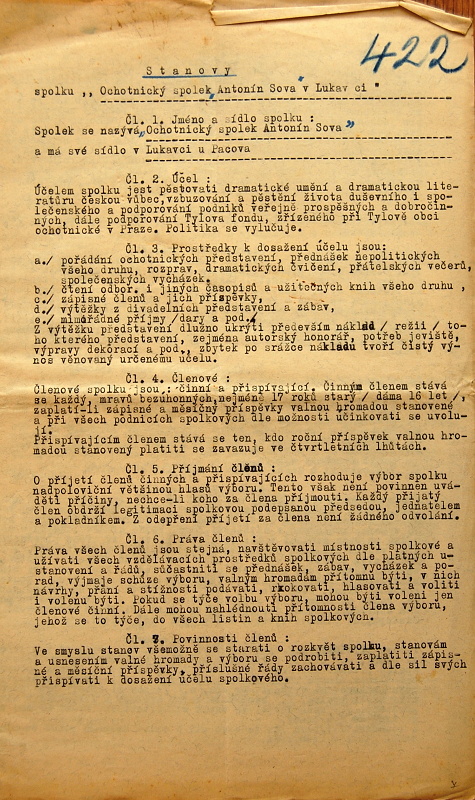 422
Stanovy
spolku ,, Ochotnický spolek „Antonín Sova" v Lukavci "
Čl. 1. Jméno a sídlo spolku :
Spolek se nazývá „Ochotnický spolek Antonín Sova"
a má své sídlo v Lukavci u Pacova
Čl. 2. Účel :
Účelem spolku jest pěstovati dramatické umění a dramatickou lite-
ratůru českou vůbec,vzbuzování a pěstění života duševního i spo-
lečenského a podporování podniků veřejně prospěšných a dobročin-
ných, dále podporování Tylova fondu, zřízeného při Tylově obci
ochotnické v Praze. Politika se vylučuje.
Čl. 3. Prostředky k dosažení účelu jsou:
a./ pořádání ochotnických představení, přednášek nepolitických
všeho druhu, rozprav, dramatických cvičení, přátelských večerů,
společenských vycházek.
b./ čtení odbor. i jiných časopisů a užitečných knih všeho druhu ,
c./ zápisné členů a jich příspěvky,
d./ výtěžky z divadelních představení a zábav,
e./ mimořádné příjmy /dary a pod./
Z výtěžku představení dlužno ukrýti především náklad / režii / to-
ho kterého představení, zejména autorský honorář, potřeb jeviště,
výpravy dekorací a pod., zbytek po srážce nákladu tvoří čistý vý-
nos věnovaný určenému účelu.
Čl. 4. Členové :
Členové spolku jsou : činní a přispívající. Činným členem stává
se každý, mravů bezuhonných,nejméně 17 roků starý / dáma 16 let /,
zaplatí-li zápisné a měsíčný příspěvky valnou hromadou stanovené
a při všech podnicích spolkových dle možnosti účinkovati se uvolu-
jí.
Přispívajícím členem stává se ten, kdo roční příspěvek valnou hro-
madou stanovený platiti se zavazuje ve čtvrtletních lhůtách.
Čl. 5. Příjmání členů :
O příjetí členů činných a přispívajících rozhoduje výbor spolku
nadpoloviční většinou hlasů výboru. Tento však není povinnen uvá-
děti příčiny, nechce-li koho za člena příjmouti. Každý přijatý
člen obdrží legitimaci spolkovou podepsanou předsedou, jednatelem
a pokladníkem. Z odepření přijetí za člena není žádného odvolání.
Čl. 6. Práva členů :
Práva všech členů jsou stejná, navštěvovati místnosti spolkové a
užívati všech vzdělávacích prostředků spolkových dle platných u-
stanovení a řádů, súčastniti se přednášek, zábav, vycházek a po-
rad, vyjmaje schůze výboru, valným hromadám přítomnu býti, v nich
návrhy, přání a stížnosti podávati, rokovati, hlasovati a voliti
i volenu býti. Pokud se týče volbu výboru, mohou býti voleni jen
členové činní. Dále mohou nahlédnouti přítomnosti člena výboru,
jehož se to týče, do všech listin a knih spolkových.
Čl. 7. Povinnosti členů :
Ve smyslu stanov všemožně se starati o rozkvět spolku, stanovám
a usnesením valné hromady a výboru se podrobiti, zaplatiti zápis-
né a měsíční příspěvky, příslušné řády zachovávati a dle sil svých
přispívati k dosažení účelu spolkového.